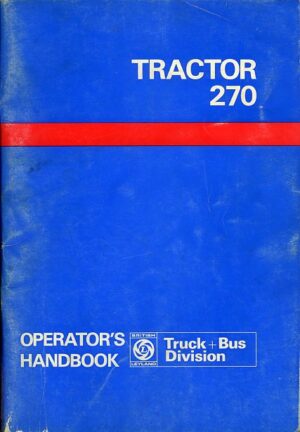 TRACTOR
270
OPERATOR'S
HANDBOOK
BRITISH
LEYLAND
Truck+Bus
Division